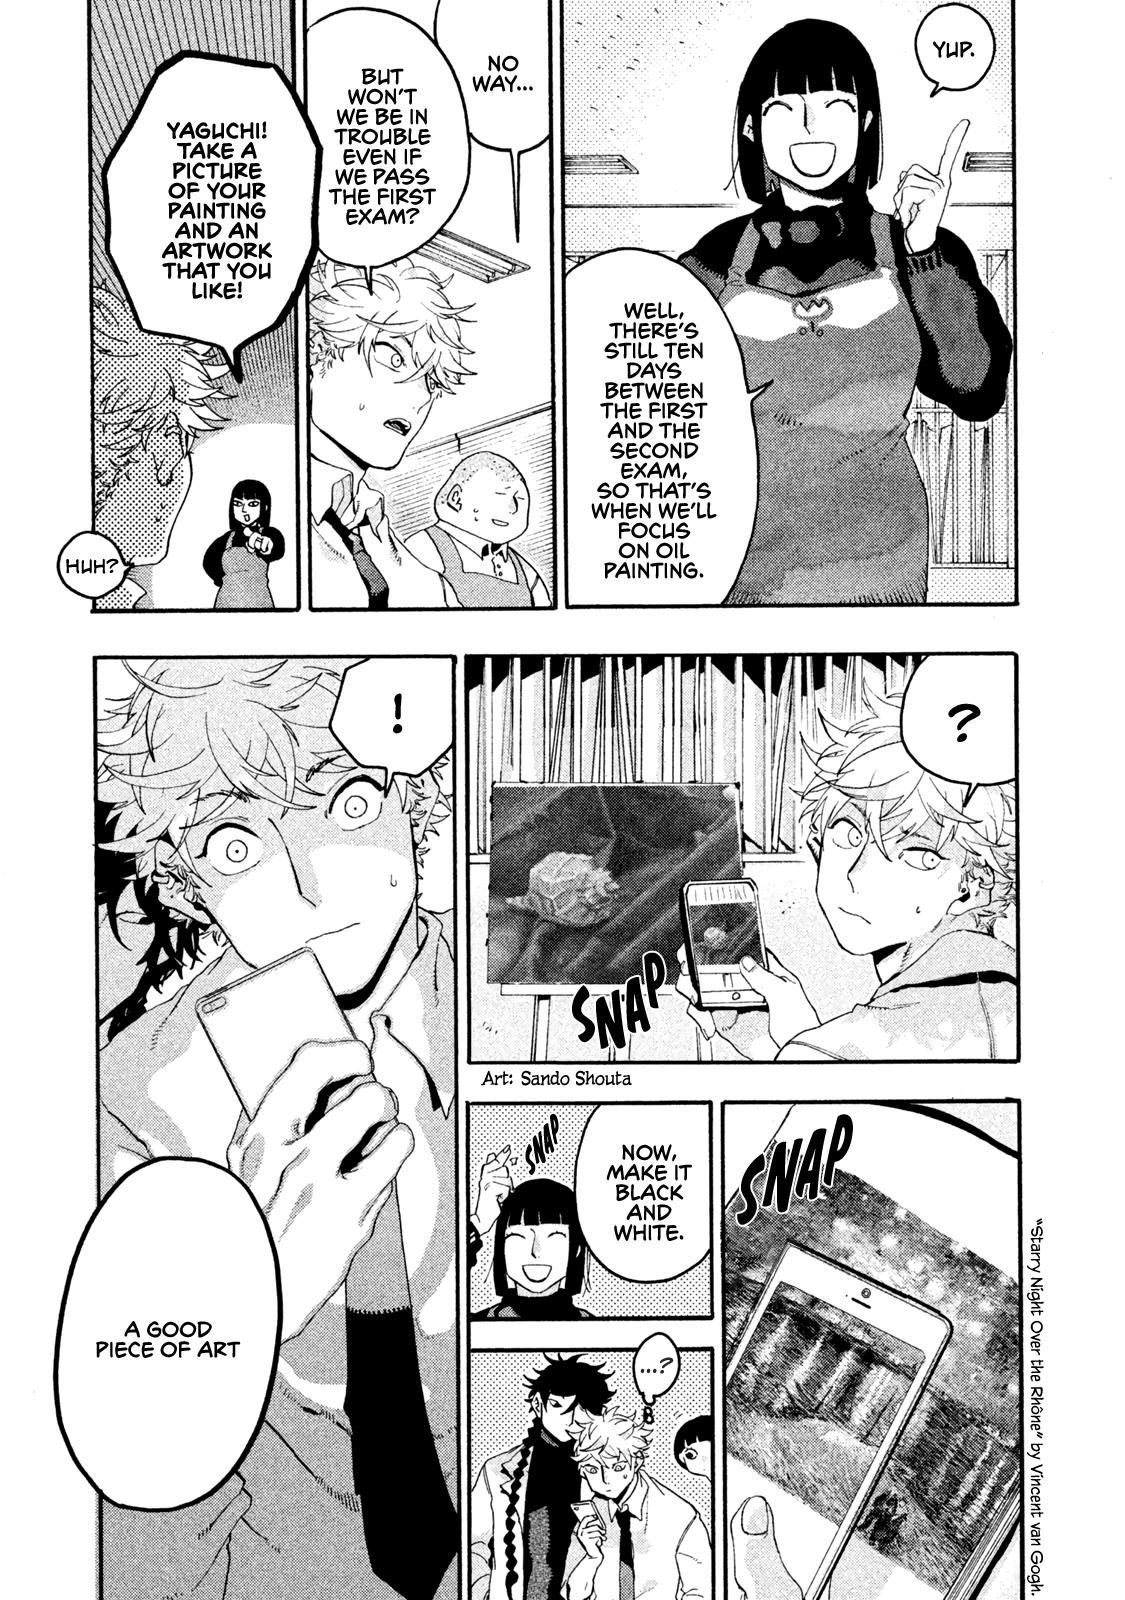 YUP.
WELL,
THERE'S
STILL TEN
DAYS
BETWEEN
THE FIRST
AND THE
SECOND
EXAM,
SO THAT'S
WHEN WE'LL
FOCUS
ON OIL
PAINTING.
NO
WAY...
BUT
WON'T
WE BE IN
TROUBLE
EVEN IF
WE PASS
THE FIRST
EXAM?
YAGUCHI!
TAKE A
PICTURE
OF YOUR
PAINTING
AND AN
ARTWORK
THAT YOU
LIKE!
HUH?
?
SNAP
Art: Sando Shouta
!
SNAP
"Starry Night Over the Rhône" by Vincent van Gogh.
NOW,
MAKE IT
BLACK
AND
WHITE.
SNAP
....?
A GOOD
PIECE OF ART